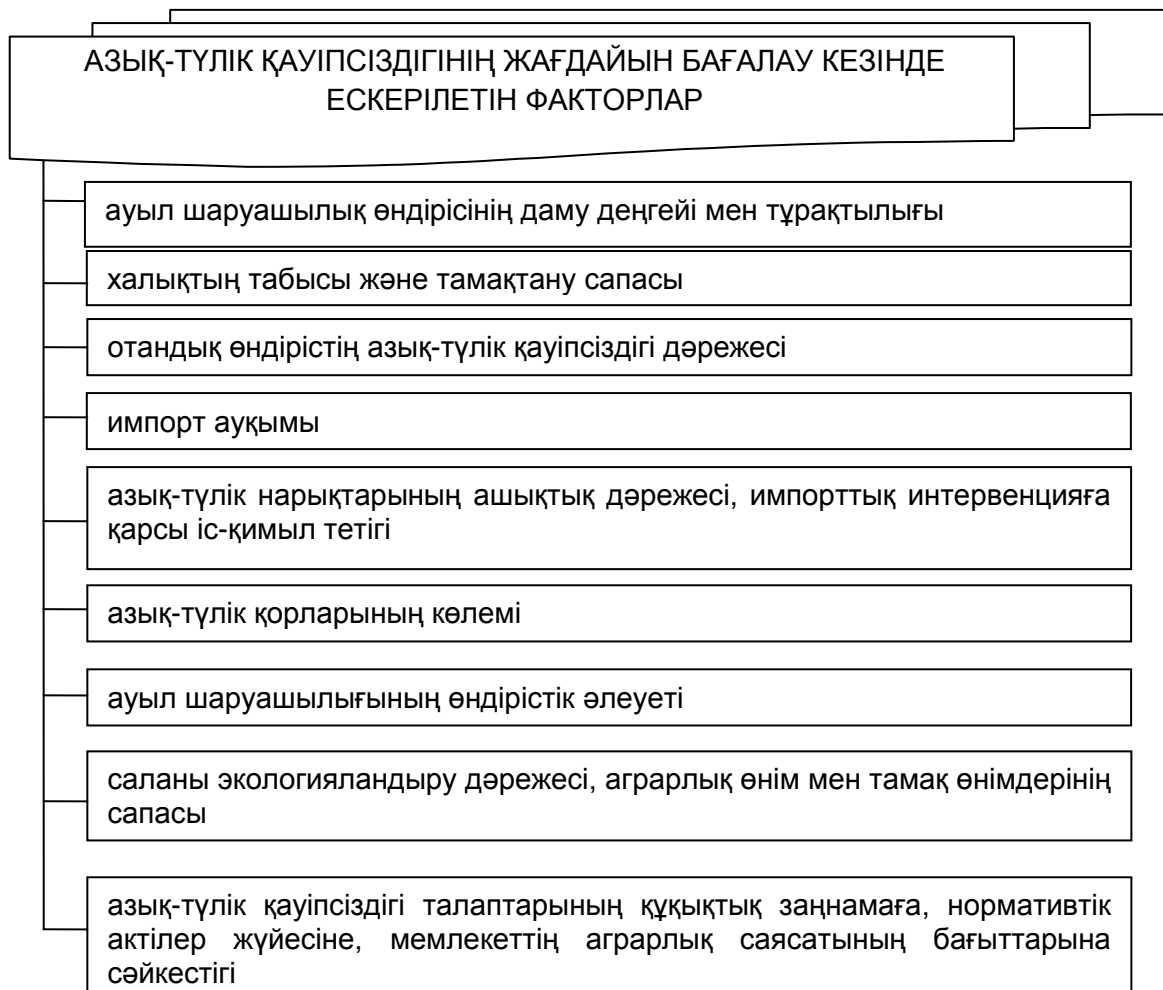 АЗЫҚ-ТҮЛІК ҚАУІПСІЗДІГІНІҢ ЖАҒДАЙЫН БАҒАЛАУ КЕЗІНДЕ
ЕСКЕРІЛЕТІН ФАКТОРЛАР
ауыл шаруашылық өндірісінің даму деңгейі мен тұрақтылығы
халықтың табысы және тамақтану сапасы
отандық өндірістің азық-түлік қауіпсіздігі дәрежесі
импорт ауқымы
азық-түлік нарықтарының ашықтық дәрежесі, импорттық интервенцияға
қарсы іс-қимыл тетігі
азық-түлік қорларының көлемі
ауыл шаруашылығының өндірістік әлеуеті
саланы экологияландыру дәрежесі, аграрлық өнім мен тамақ өнімдерінің
сапасы
азық-түлік қауіпсіздігі талаптарының құқықтық заңнамаға, нормативтік
актілер жүйесіне, мемлекеттің аграрлық саясатының бағыттарына
сәйкестігі